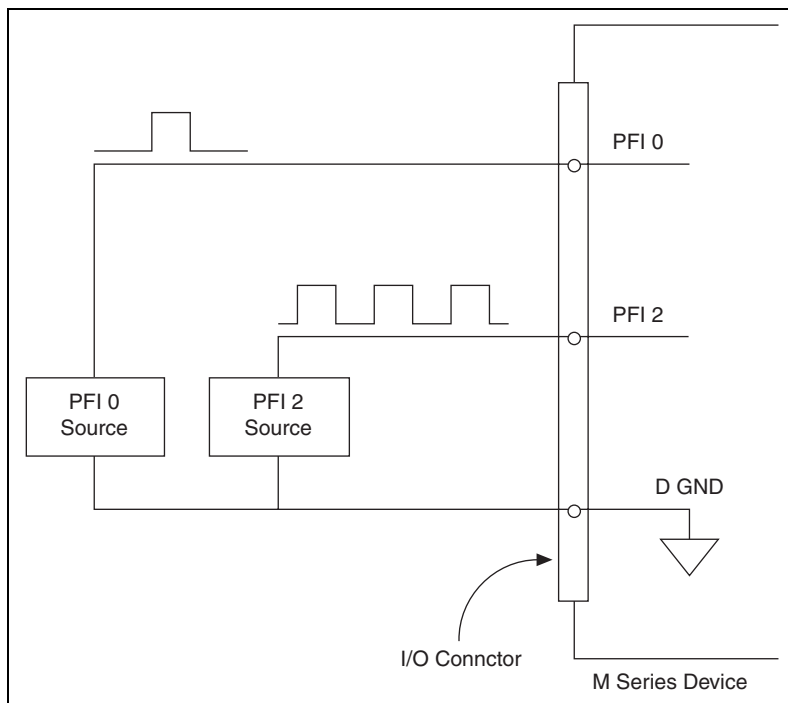 PFI 0
PFI 2
PFI 0
Source
PFI 2
Source
D GND
I/O Connctor
M Series Device